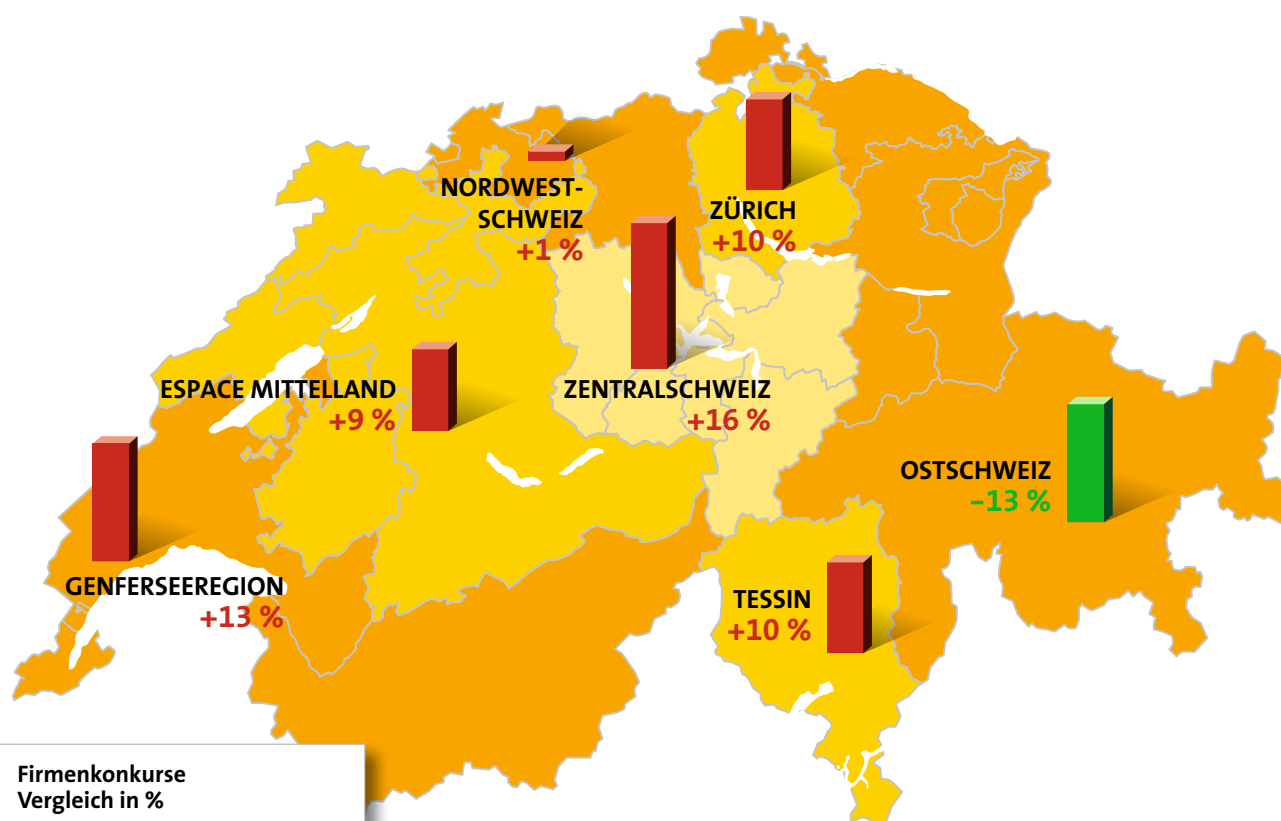 NORDWEST-
SCHWEIZ
+1 %
ZÜRICH
+10 %
ESPACE MITTELLAND
+9 %
ZENTRALSCHWEIZ
+16 %
OSTSCHWEIZ
–13 %
GENFERSEEREGION
+13 %
TESSIN
+10 %
Firmenkonkurse
Vergleich in %